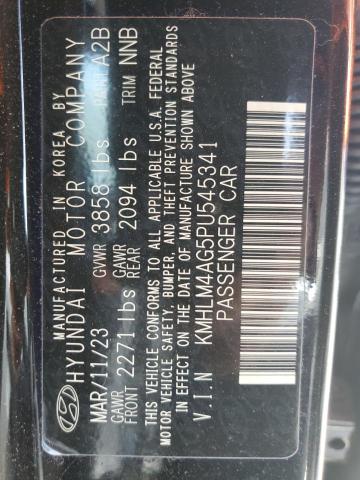 MANUFACTURED IN KOREA BY
HYUNDAI MOTOR COMPANY
MAR/11/23 GVWR 3858 lbs PAINT A2B
GAWR FRONT 2271 lbs GAWR REAR 2094 lbs TRIM NNB
THIS VEHICLE CONFORMS TO ALL APPLICABLE U.S.A. FEDERAL
MOTOR VEHICLE SAFETY, BUMPER, AND THEFT PREVENTION STANDARDS
IN EFFECT ON THE DATE OF MANUFACTURE SHOWN ABOVE
V.I.N KMHLM4AG5PU545341
PASSENGER CAR